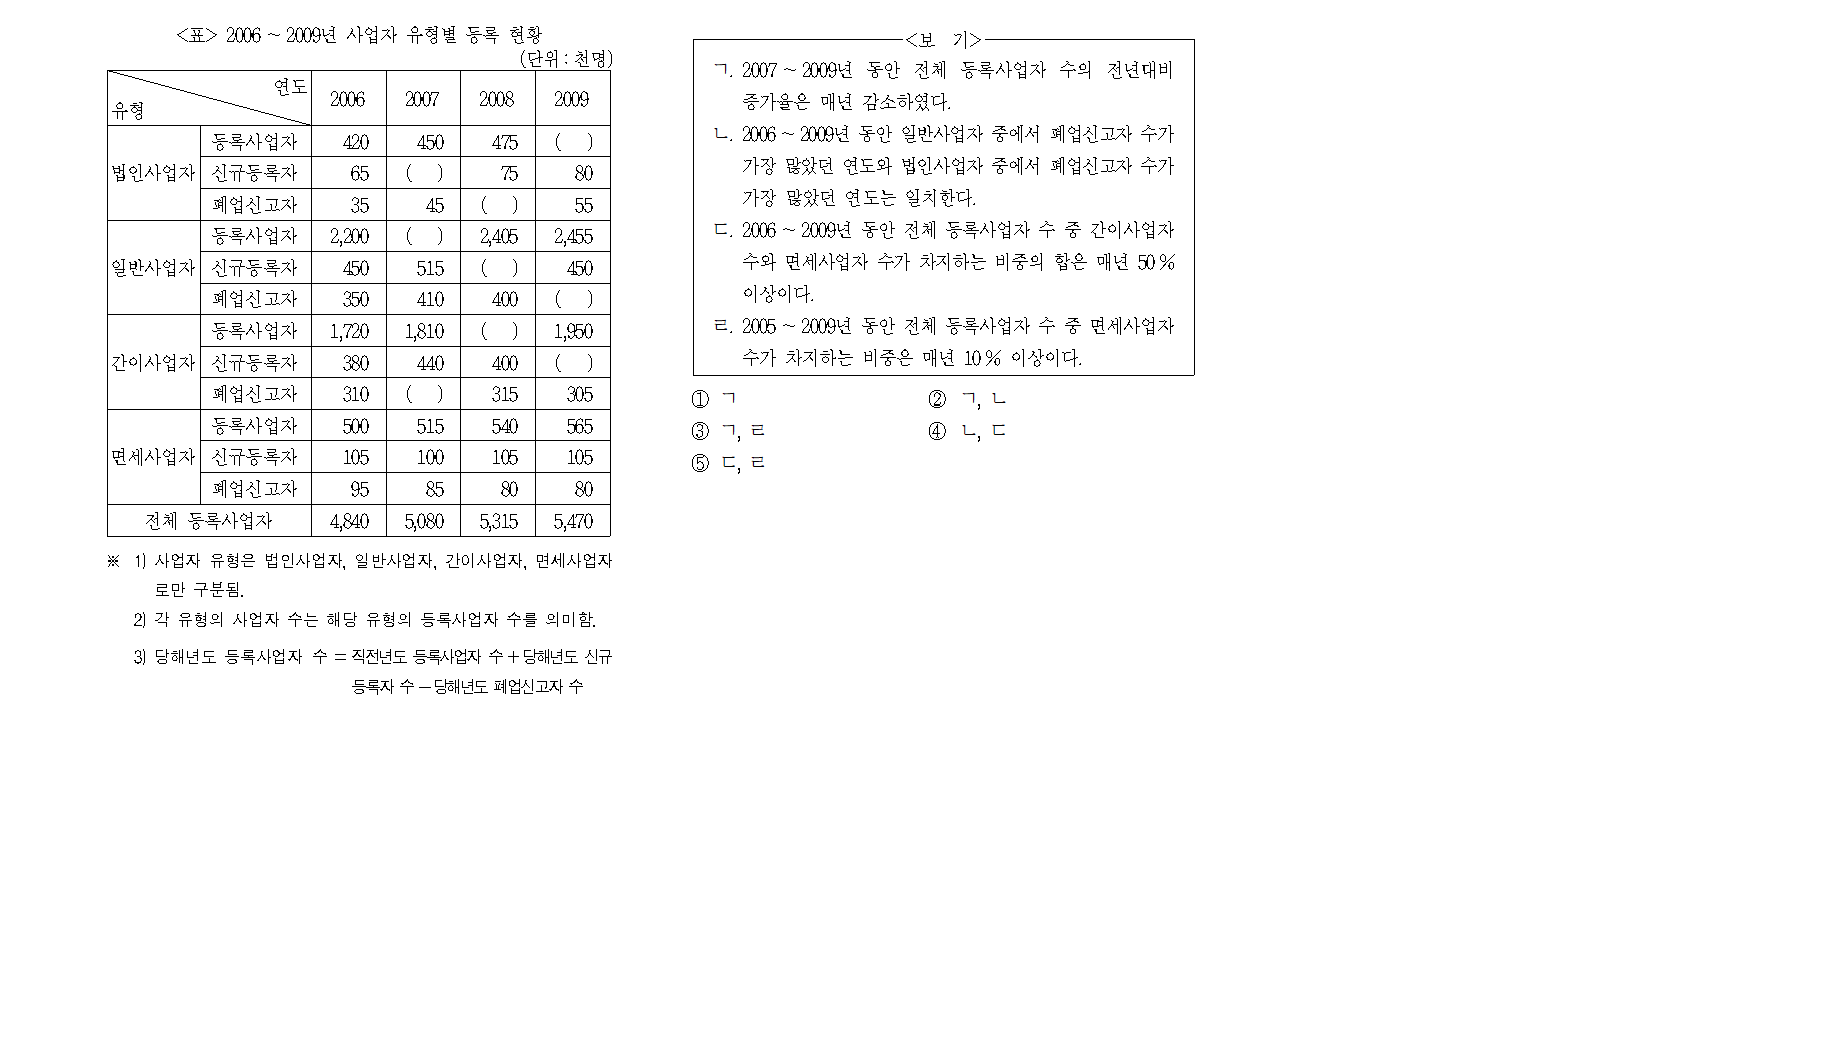 <표> 2006 ~ 2009년 사업자 유형별 등록 현황
(단위 : 천명)
연도
유형
2006 2007 2008 2009
법인사업자 등록사업자 420 450 475 ( )
신규등록자 65 ( ) 75 80
폐업신고자 35 45 ( ) 55
일반사업자 등록사업자 2,200 ( ) 2,405 2,455
신규등록자 450 515 ( ) 450
폐업신고자 350 410 400 ( )
간이사업자 등록사업자 1,720 1,810 ( ) 1,950
신규등록자 380 440 400 ( )
폐업신고자 310 ( ) 315 305
면세사업자 등록사업자 500 515 540 565
신규등록자 105 100 105 105
폐업신고자 95 85 80 80
전체 등록사업자 4,840 5,080 5,315 5,470
※ 1) 사업자 유형은 법인사업자, 일반사업자, 간이사업자, 면세사업자
로만 구분됨.
2) 각 유형의 사업자 수는 해당 유형의 등록사업자 수를 의미함.
3) 당해년도 등록사업자 수 = 직전년도 등록사업자 수 + 당해년도 신규
등록자 수 - 당해년도 폐업신고자 수
<보 기>
ㄱ. 2007 ~ 2009년 동안 전체 등록사업자 수의 전년대비
증가율은 매년 감소하였다.
ㄴ. 2006 ~ 2009년 동안 일반사업자 중에서 폐업신고자 수가
가장 많았던 연도와 법인사업자 중에서 폐업신고자 수가
가장 많았던 연도는 일치한다.
ㄷ. 2006 ~ 2009년 동안 전체 등록사업자 수 중 간이사업자
수와 면세사업자 수가 차지하는 비중의 합은 매년 50 %
이상이다.
ㄹ. 2005 ~ 2009년 동안 전체 등록사업자 수 중 면세사업자
수가 차지하는 비중은 매년 10 % 이상이다.
① ㄱ ② ㄱ, ㄴ
③ ㄱ, ㄹ ④ ㄴ, ㄷ
⑤ ㄷ, ㄹ